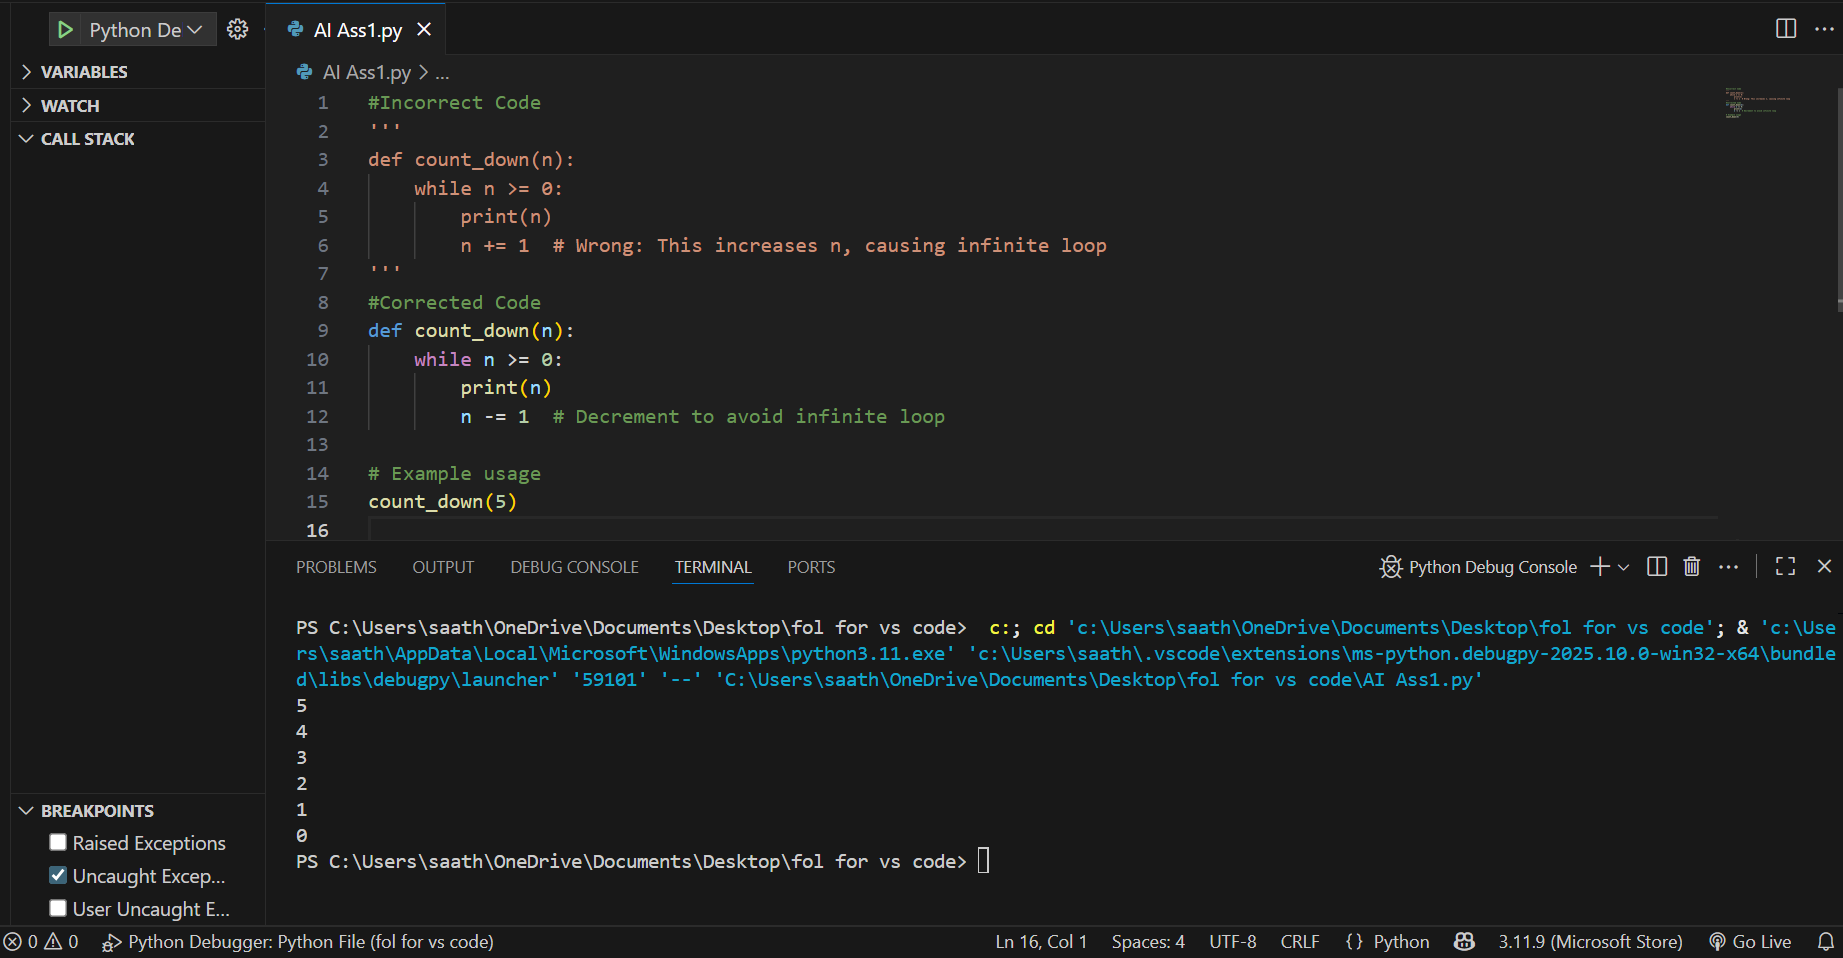 Python De
AI Ass1.py
VARIABLES
WATCH
CALL STACK
AI Ass1.py > ...
1 #Incorrect Code
2 '''
3 def count_down(n):
4     while n >= 0:
5         print(n)
6         n += 1  # Wrong: This increases n, causing infinite loop
7 '''
8 #Corrected Code
9 def count_down(n):
10     while n >= 0:
11         print(n)
12         n -= 1  # Decrement to avoid infinite loop
13
14 # Example usage
15 count_down(5)
16
PROBLEMS OUTPUT DEBUG CONSOLE TERMINAL PORTS
Python Debug Console
PS C:\Users\saath\OneDrive\Documents\Desktop\fol for vs code>  c:; cd 'c:\Users\saath\OneDrive\Documents\Desktop\fol for vs code'; & 'c:\Use
rs\saath\AppData\Local\Microsoft\WindowsApps\python3.11.exe' 'c:\Users\saath\.vscode\extensions\ms-python.debugpy-2025.10.0-win32-x64\bundle
d\libs\debugpy\launcher' '59101' '--' 'C:\Users\saath\OneDrive\Documents\Desktop\fol for vs code\AI Ass1.py'
5
4
3
2
1
0
PS C:\Users\saath\OneDrive\Documents\Desktop\fol for vs code>
BREAKPOINTS
Raised Exceptions
Uncaught Excep...
User Uncaught E...
0 0 Python Debugger: Python File (fol for vs code) Ln 16, Col 1 Spaces: 4 UTF-8 CRLF {} Python 3.11.9 (Microsoft Store) Go Live